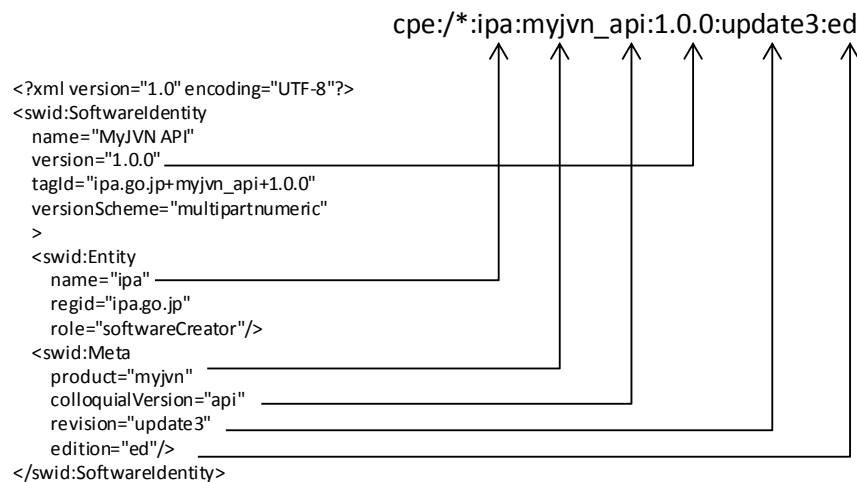 cpe:/*:ipa:myjvn_api:1.0.0:update3:ed
<?xml version="1.0" encoding="UTF-8"?>
<swid:SoftwareIdentity
name="MyJVN API"
version="1.0.0"
tagId="ipa.go.jp+myjvn_api+1.0.0"
versionScheme="multipartnumeric"
>
<swid:Entity
name="ipa"
regid="ipa.go.jp"
role="softwareCreator"/>
<swid:Meta
product="myjvn"
colloquialVersion="api"
revision="update3"
edition="ed"/>
</swid:SoftwareIdentity>